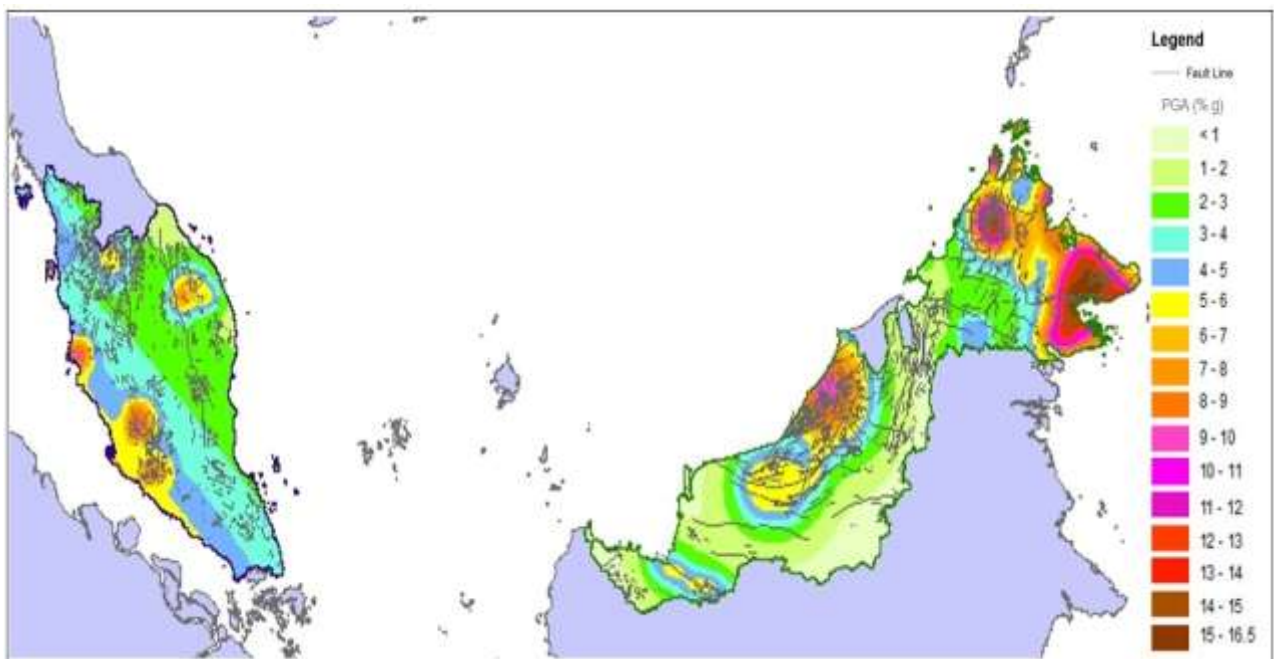 Legend
Fault Line
PGA (% g)
< 1
1 - 2
2 - 3
3 - 4
4 - 5
5 - 6
6 - 7
7 - 8
8 - 9
9 - 10
10 - 11
11 - 12
12 - 13
13 - 14
14 - 15
15 - 16.5